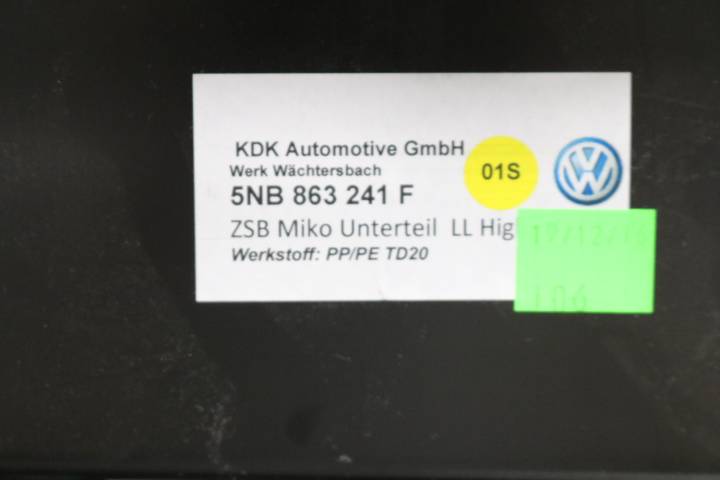 KDK Automotive GmbH
Werk Wächtersbach
01S
5NB 863 241 F
ZSB Miko Unterteil LL Hig
Werkstoff: PP/PE TD20